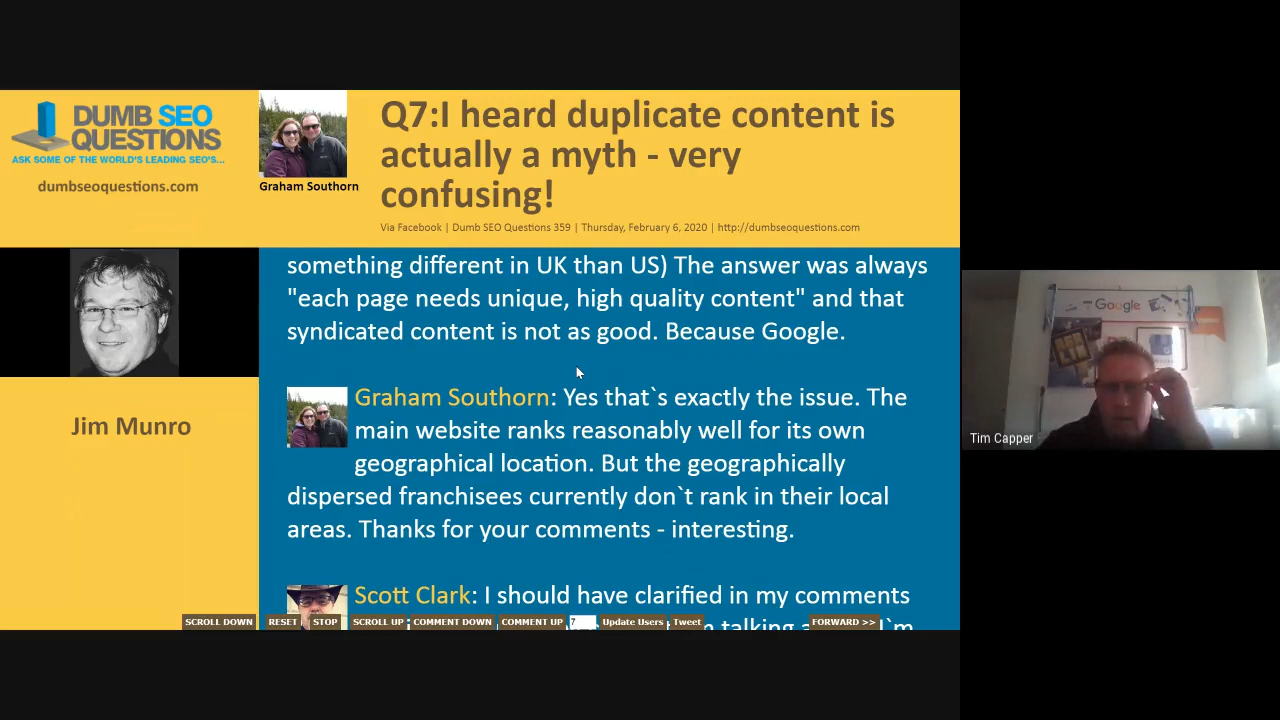 DUMB SEO
QUESTIONS
ASK SOME OF THE WORLD'S LEADING SEO'S...
dumbseoquestions.com
Graham Southorn
Q7:I heard duplicate content is
actually a myth - very
confusing!
Via Facebook | Dumb SEO Questions 359 | Thursday, February 6, 2020 | http://dumbseoquestions.com
Jim Munro
something different in UK than US) The answer was always
"each page needs unique, high quality content" and that
syndicated content is not as good. Because Google.
Graham Southorn: Yes that`s exactly the issue. The
main website ranks reasonably well for its own
geographical location. But the geographically
dispersed franchisees currently don`t rank in their local
areas. Thanks for your comments - interesting.
Scott Clark: I should have clarified in my comments
talking
I`m
SCROLL DOWN RESET STOP SCROLL UP COMMENT DOWN COMMENT UP 7 Update Users Tweet FORWARD >>
Google
Tim Capper